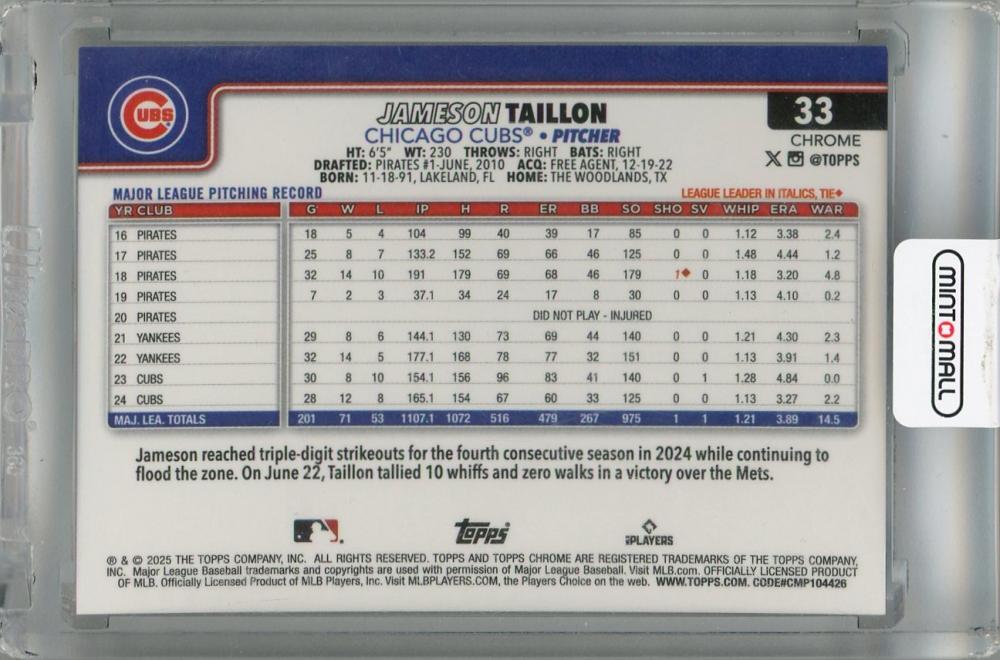 CUBS
JAMESON TAILLON
CHICAGO CUBS® • PITCHER
33
CHROME
@TOPPS
HT: 6'5" WT: 230 THROWS: RIGHT BATS: RIGHT
DRAFTED: PIRATES #1-JUNE, 2010 ACQ: FREE AGENT, 12-19-22
BORN: 11-18-91, LAKELAND, FL HOME: THE WOODLANDS, TX
MAJOR LEAGUE PITCHING RECORD LEAGUE LEADER IN ITALICS, TIE♦
YR CLUB G W L IP H R ER BB SO SHO SV WHIP ERA WAR
16 PIRATES 18 5 4 104 99 40 39 17 85 0 0 1.12 3.38 2.4
17 PIRATES 25 8 7 133.2 152 69 66 46 125 0 0 1.48 4.44 1.2
18 PIRATES 32 14 10 191 179 69 68 46 179 1♦ 0 1.18 3.20 4.8
19 PIRATES 7 2 3 37.1 34 24 17 8 30 0 0 1.13 4.10 0.2
20 PIRATES DID NOT PLAY - INJURED
21 YANKEES 29 8 6 144.1 130 73 69 44 140 0 0 1.21 4.30 2.3
22 YANKEES 32 14 5 177.1 168 78 77 32 151 0 0 1.13 3.91 1.4
23 CUBS 30 8 10 154.1 156 96 83 41 140 0 1 1.28 4.84 0.0
24 CUBS 28 12 8 165.1 154 67 60 33 125 0 0 1.13 3.27 2.2
MAJ. LEA. TOTALS 201 71 53 1107.1 1072 516 479 267 975 1 1 1.21 3.89 14.5
Jameson reached triple-digit strikeouts for the fourth consecutive season in 2024 while continuing to
flood the zone. On June 22, Taillon tallied 10 whiffs and zero walks in a victory over the Mets.
topps
PLAYERS
® & © 2025 THE TOPPS COMPANY, INC. ALL RIGHTS RESERVED. TOPPS AND TOPPS CHROME ARE REGISTERED TRADEMARKS OF THE TOPPS COMPANY,
INC. Major League Baseball trademarks and copyrights are used with permission of Major League Baseball. Visit MLB.com. OFFICIALLY LICENSED PRODUCT
OF MLB. Officially Licensed Product of MLB Players, Inc. Visit MLBPLAYERS.COM, the Players Choice on the web. WWW.TOPPS.COM. CODE#CMP104426
MINTMALL